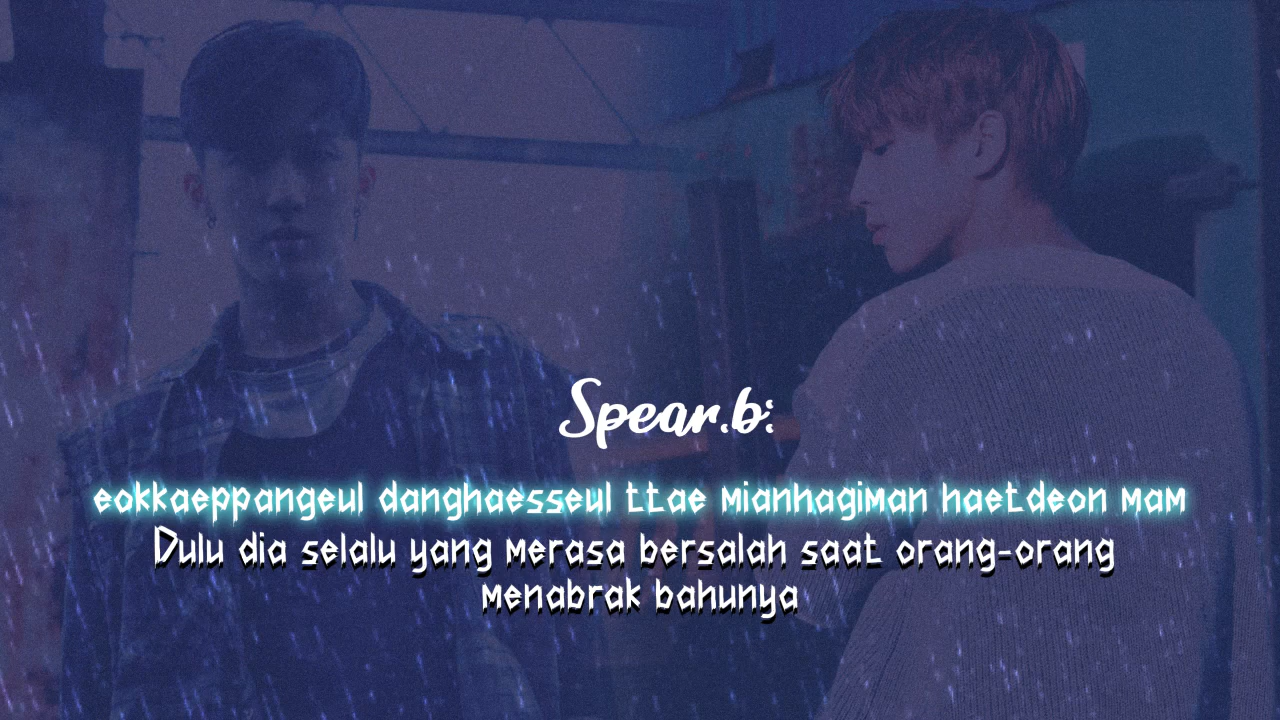 Spear.b:
eokkaeppangeul danghaesseul ttae mianhagiman haetdeon mam
Dulu dia selalu yang merasa bersalah saat orang-orang
menabrak bahunya